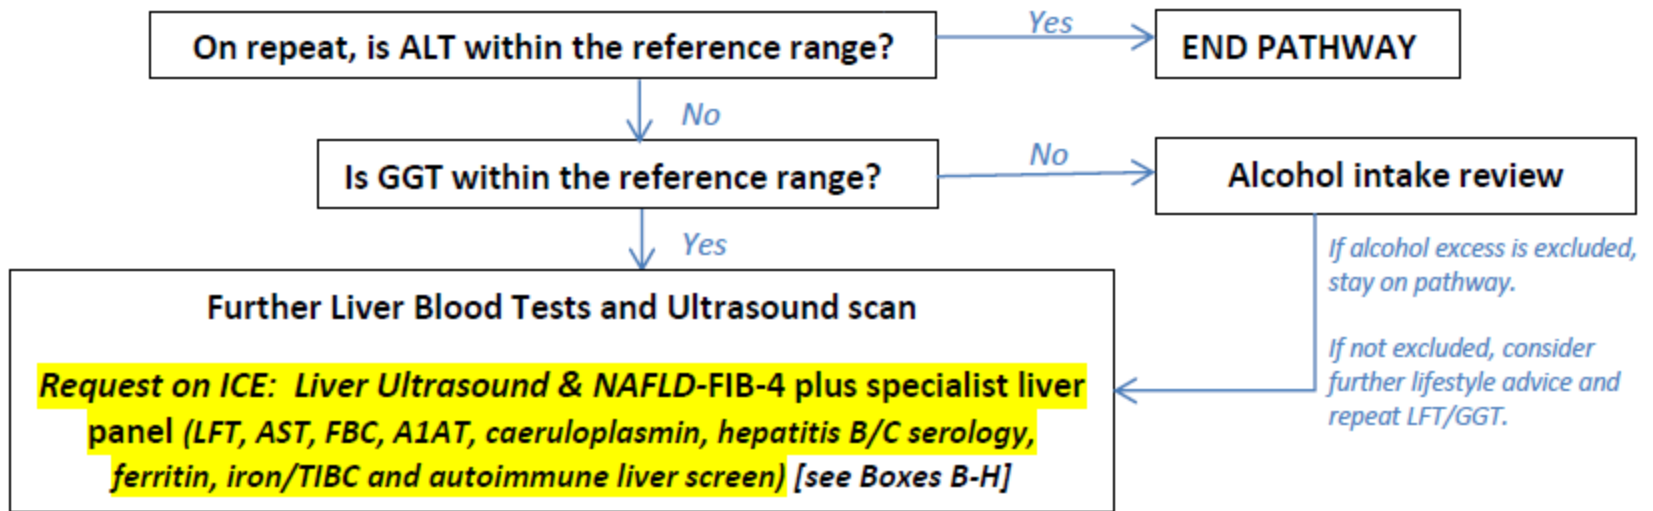 On repeat, is ALT within the reference range?
Yes
END PATHWAY
No
Is GGT within the reference range?
No
Alcohol intake review
Yes
If alcohol excess is excluded,
stay on pathway.
If not excluded, consider
further lifestyle advice and
repeat LFT/GGT.
Further Liver Blood Tests and Ultrasound scan
Request on ICE: Liver Ultrasound & NAFLD-FIB-4 plus specialist liver
panel (LFT, AST, FBC, A1AT, caeruloplasmin, hepatitis B/C serology,
ferritin, iron/TIBC and autoimmune liver screen) [see Boxes B-H]